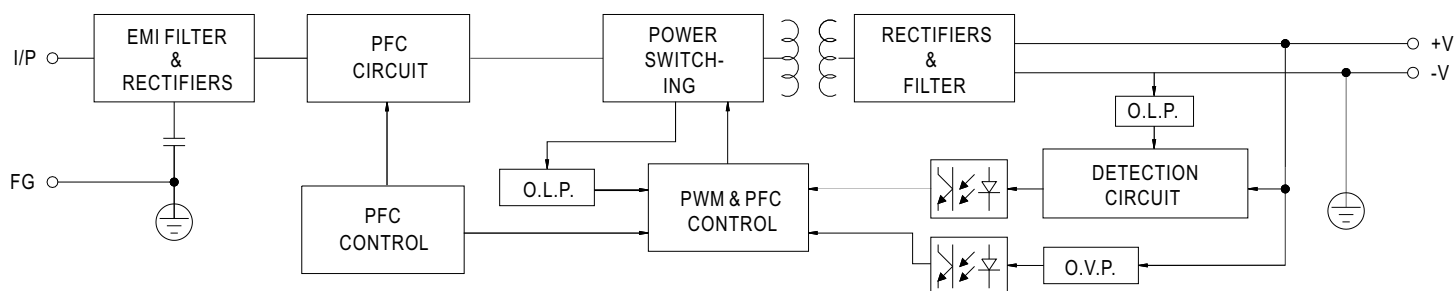 I/P
EMI FILTER
&
RECTIFIERS
PFC
CIRCUIT
POWER
SWITCH-
ING
RECTIFIERS
&
FILTER
+V
-V
O.L.P.
FG
O.L.P.
PFC
CONTROL
PWM & PFC
CONTROL
DETECTION
CIRCUIT
O.V.P.